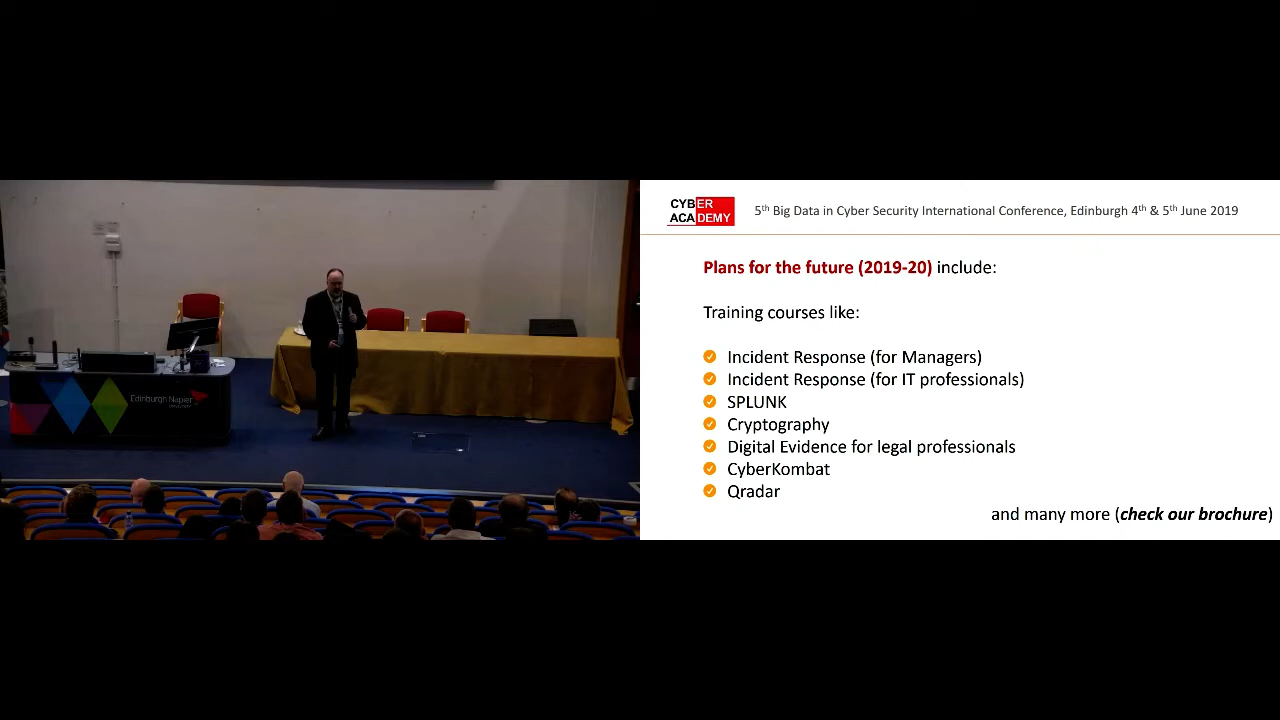 Edinburgh Napier
CYBER
ACADEMY
5th Big Data in Cyber Security International Conference, Edinburgh 4th & 5th June 2019
Plans for the future (2019-20) include:
Training courses like:
Incident Response (for Managers)
Incident Response (for IT professionals)
SPLUNK
Cryptography
Digital Evidence for legal professionals
CyberKombat
Qradar
and many more (check our brochure)